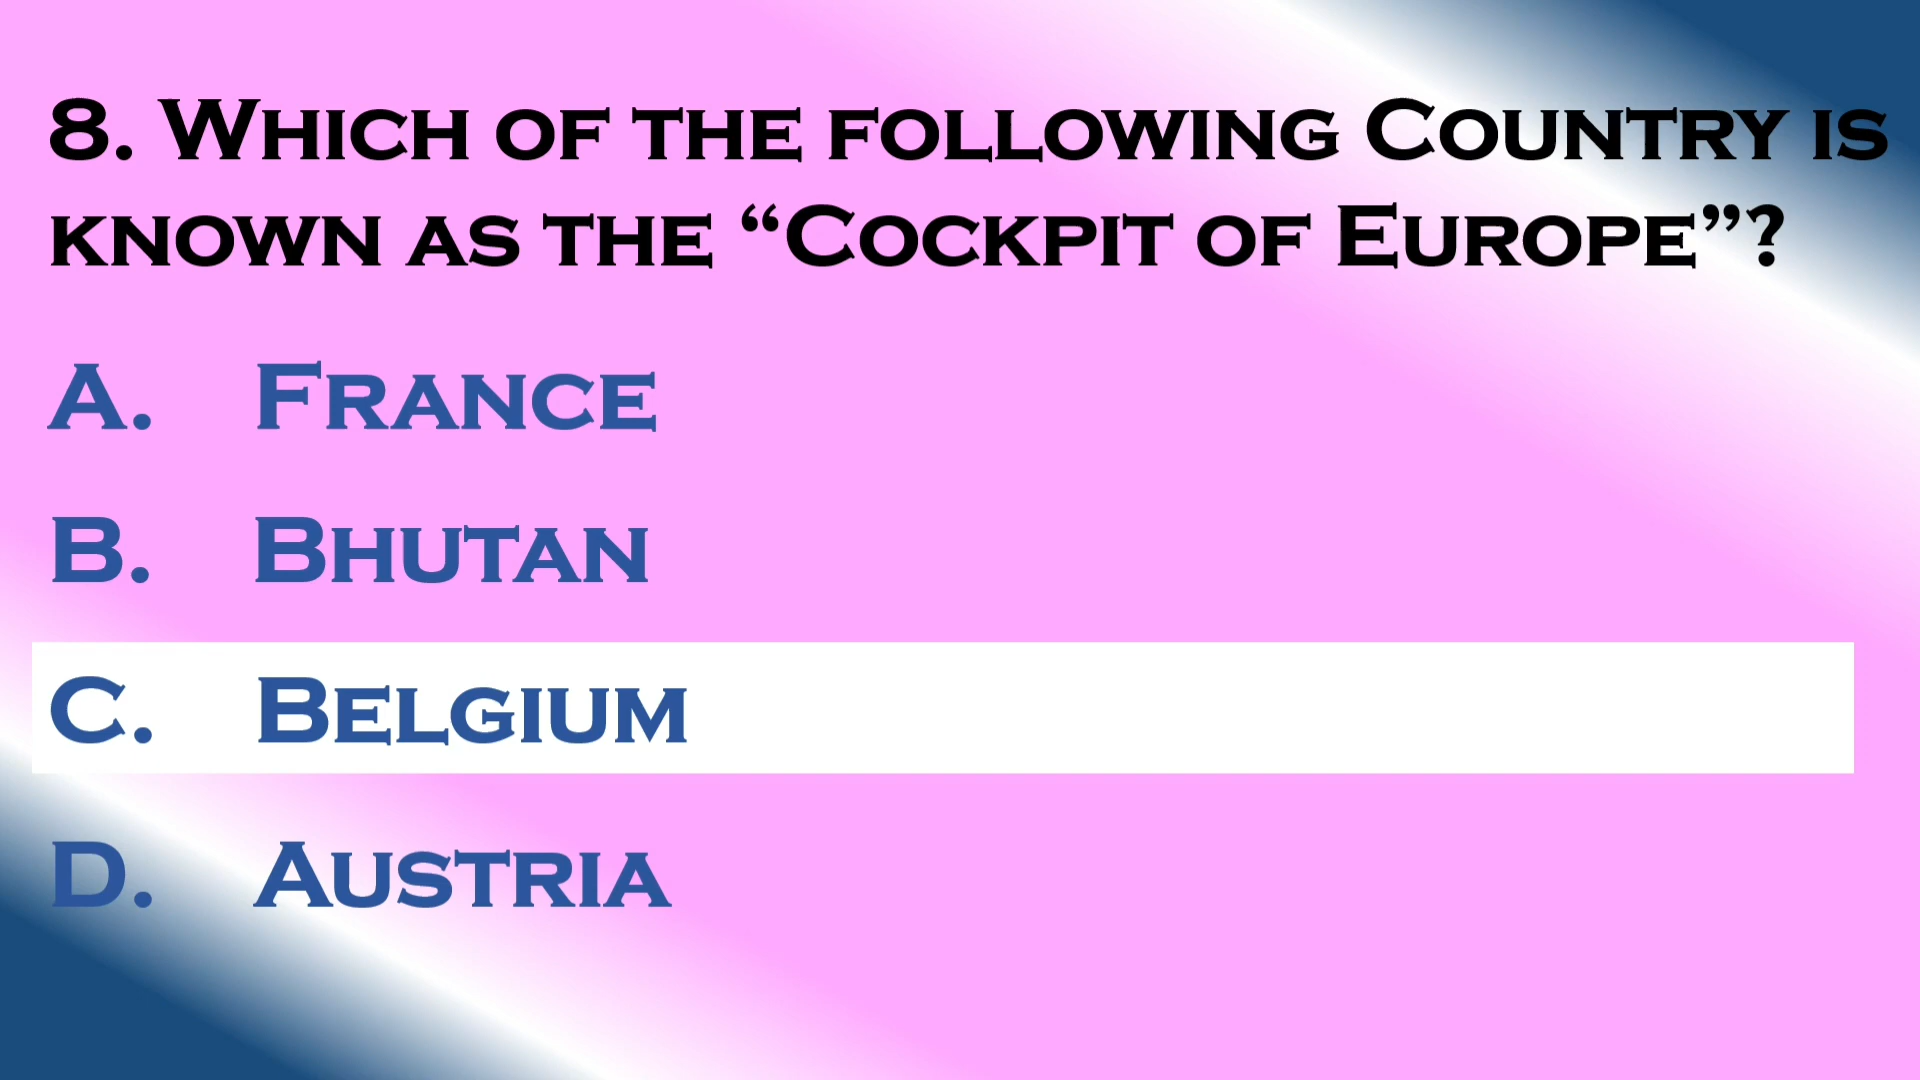 8. Which of the following Country is
known as the “Cockpit of Europe”?
A. France
B. Bhutan
C. Belgium
D. Austria